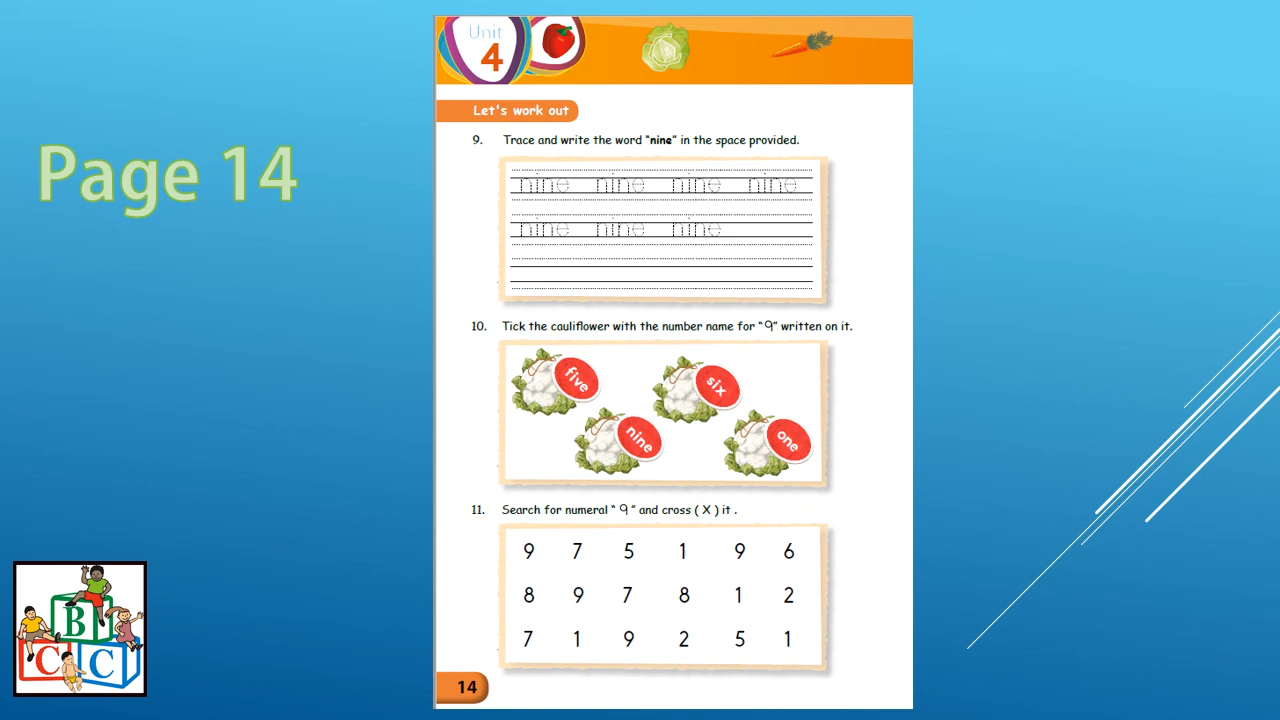 Page 14
Unit
4
Let's work out
9. Trace and write the word "nine" in the space provided.
nine nine nine nine
nine nine nine
10. Tick the cauliflower with the number name for "9" written on it.
five
six
nine
one
11. Search for numeral " 9 " and cross ( X ) it .
9 7 5 1 9 6
8 9 7 8 1 2
7 1 9 2 5 1
14
B
C C